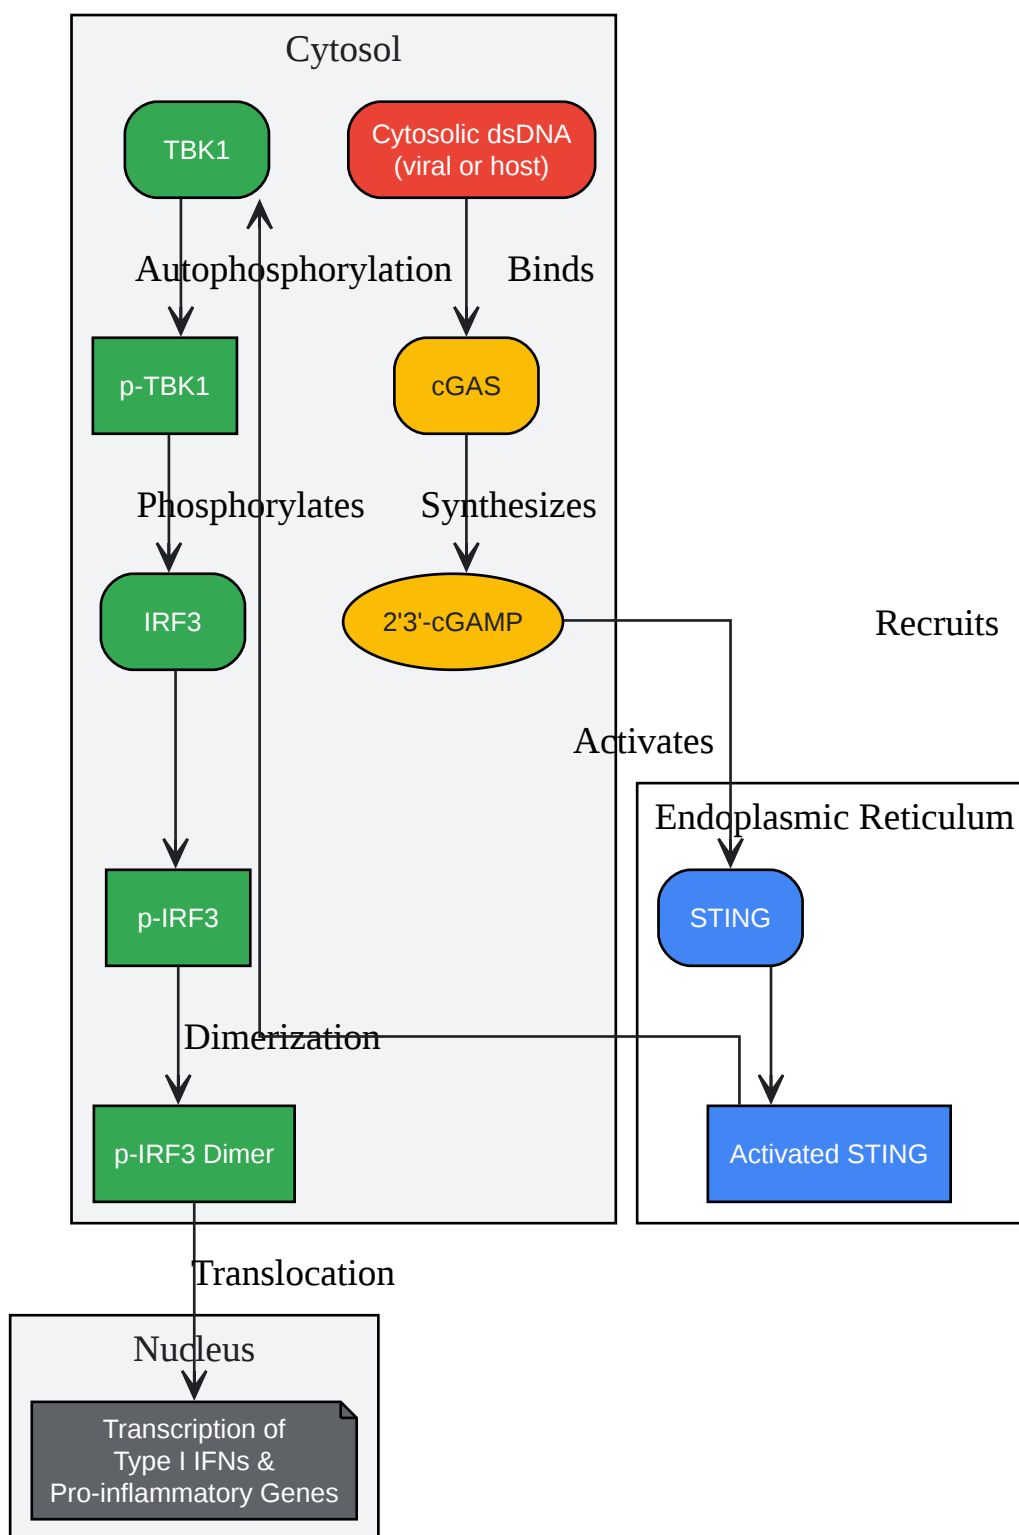 Cytosol
TBK1
Cytosolic dsDNA
(viral or host)
Autophosphorylation
Binds
p-TBK1
cGAS
Phosphorylates
Synthesizes
IRF3
2'3'-cGAMP
Recruits
Activates
Endoplasmic Reticulum
p-IRF3
STING
Dimerization
p-IRF3 Dimer
Activated STING
Translocation
Nucleus
Transcription of
Type I IFNs &
Pro-inflammatory Genes